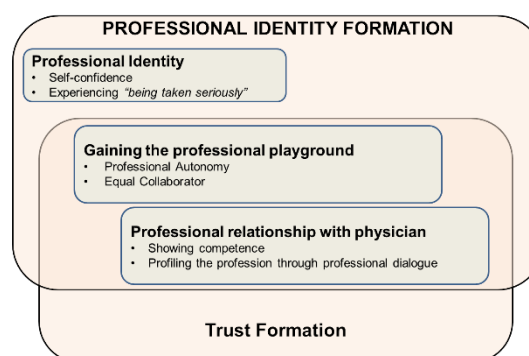 PROFESSIONAL IDENTITY FORMATION
Professional Identity
• Self-confidence
• Experiencing "being taken seriously"
Gaining the professional playground
• Professional Autonomy
• Equal Collaborator
Professional relationship with physician
• Showing competence
• Profiling the profession through professional dialogue
Trust Formation